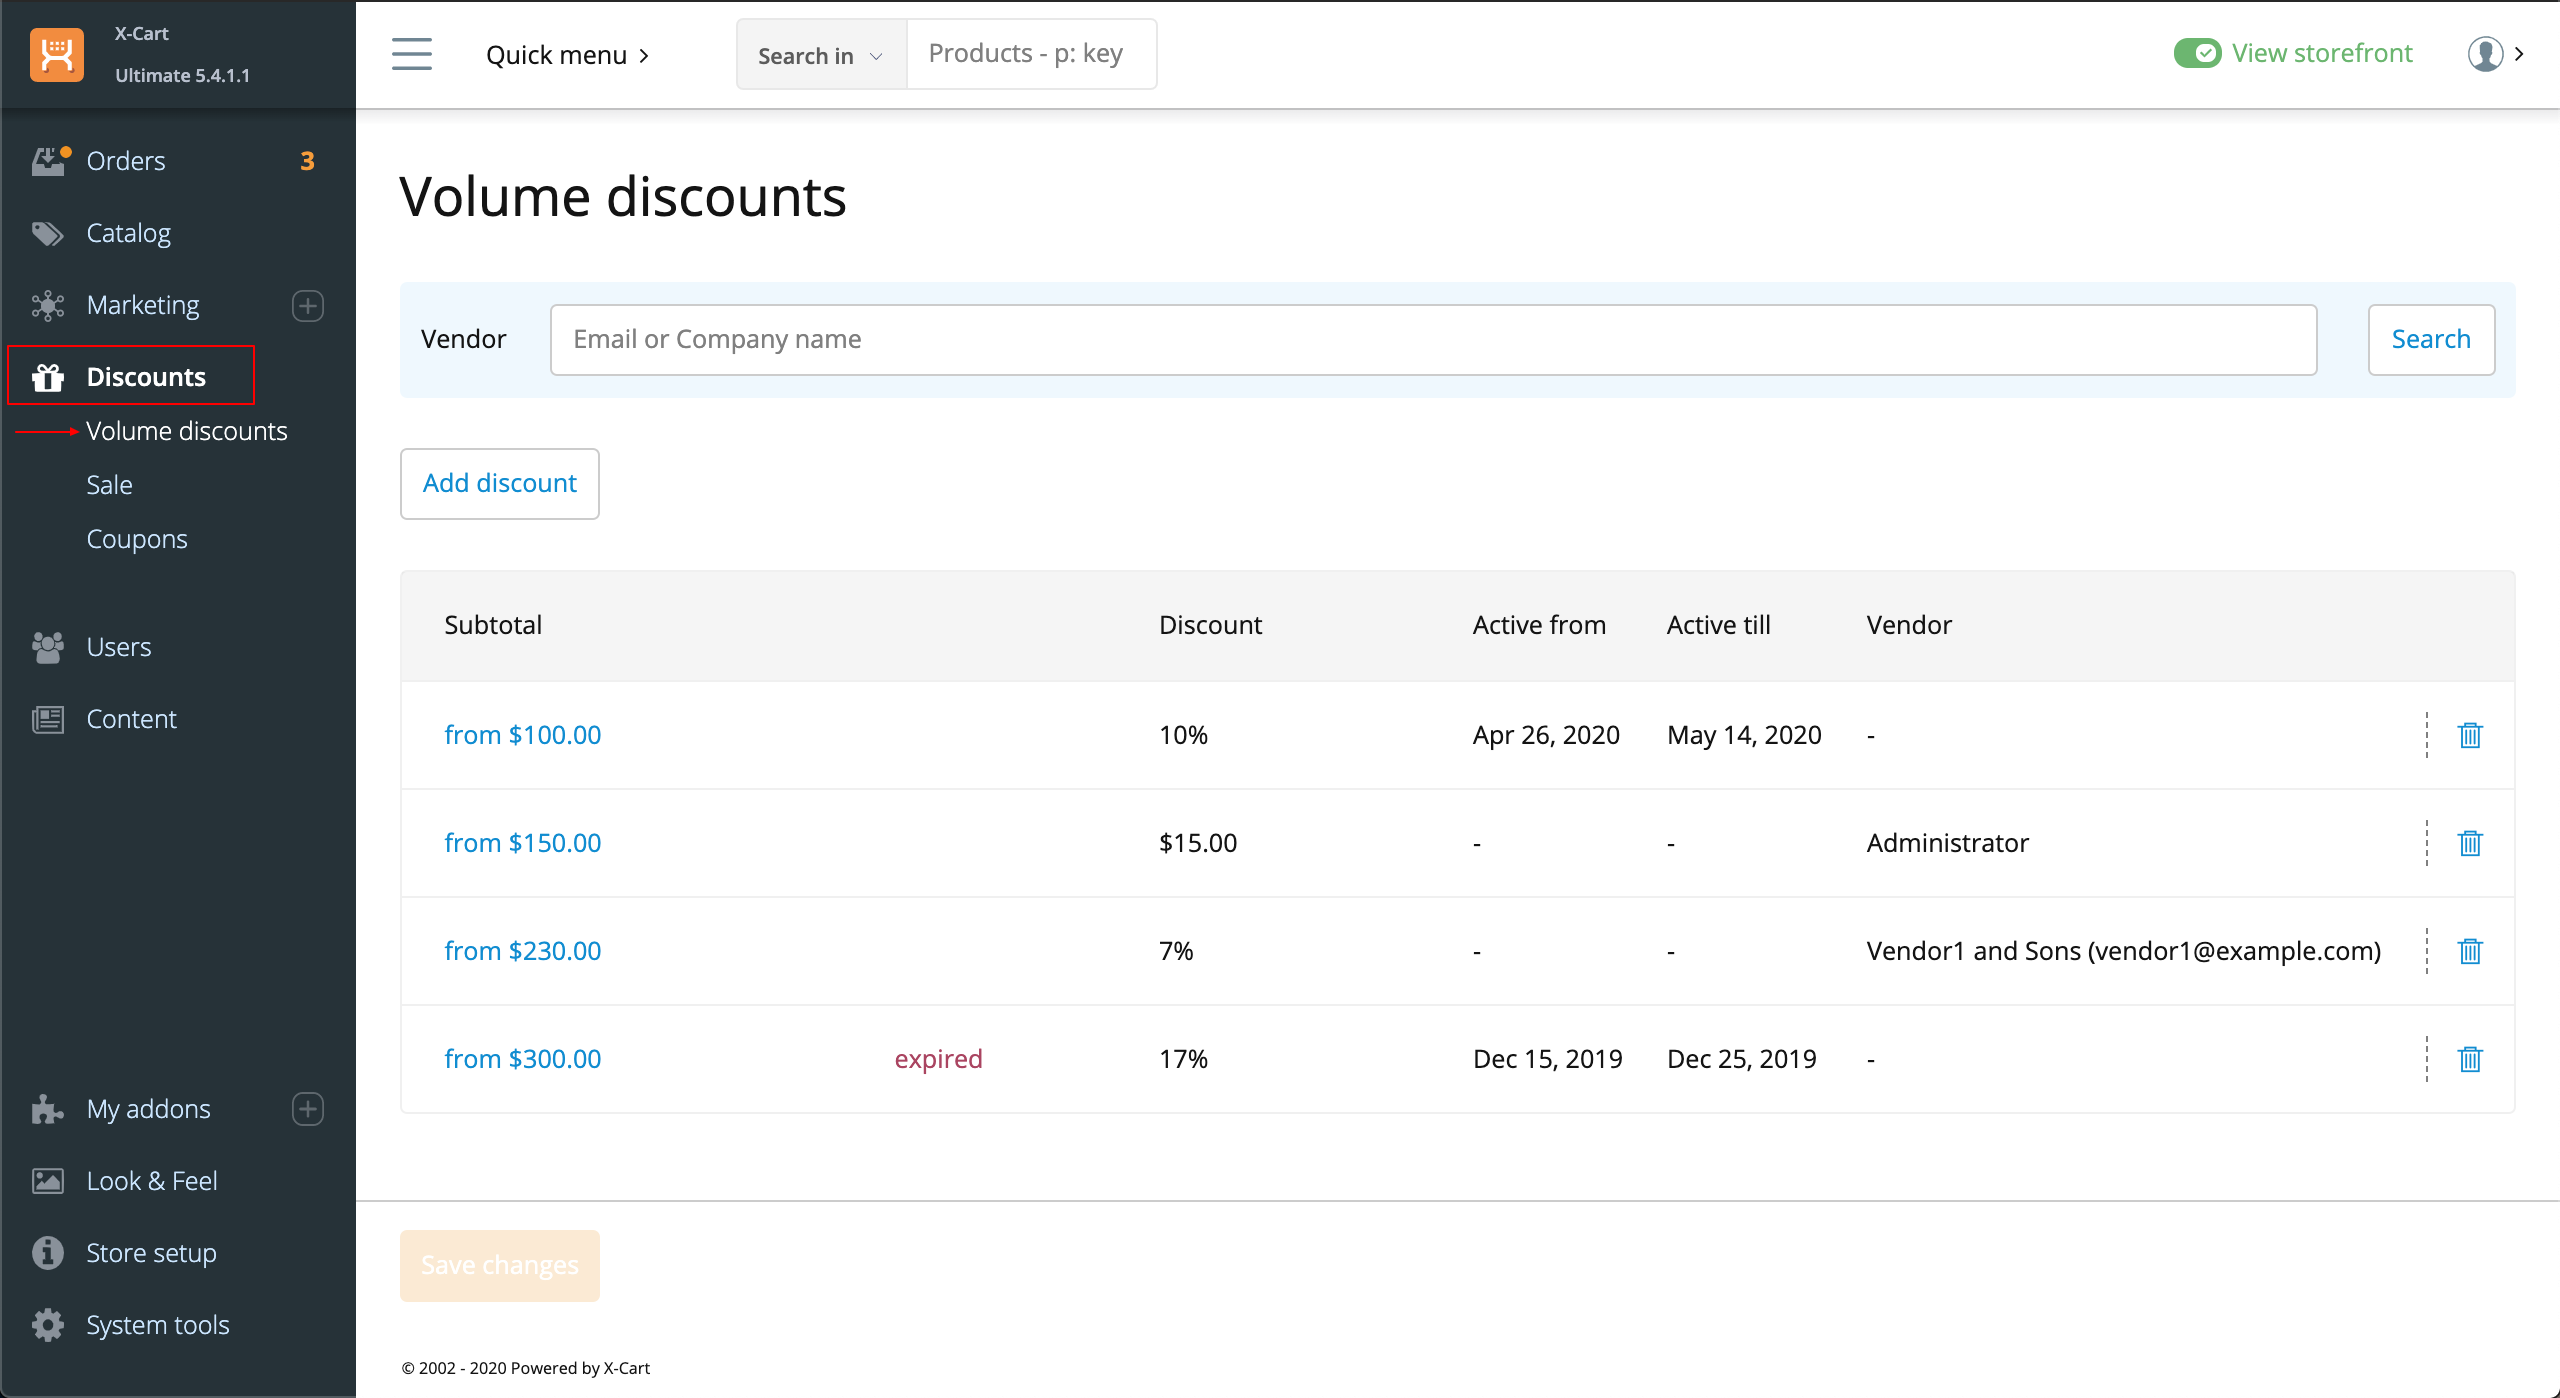 X-Cart
Ultimate 5.4.1.1
Quick menu
Search in
Products - p: key
View storefront
Orders 3
Catalog
Marketing
Discounts
Volume discounts
Sale
Coupons
Users
Content
My addons
Look & Feel
Store setup
System tools
Volume discounts
Vendor Email or Company name Search
Add discount
Subtotal Discount Active from Active till Vendor
from $100.00 10% Apr 26, 2020 May 14, 2020 -
from $150.00 $15.00 - - Administrator
from $230.00 7% - - Vendor1 and Sons (vendor1@example.com)
from $300.00 expired 17% Dec 15, 2019 Dec 25, 2019 -
Save changes
© 2002 - 2020 Powered by X-Cart